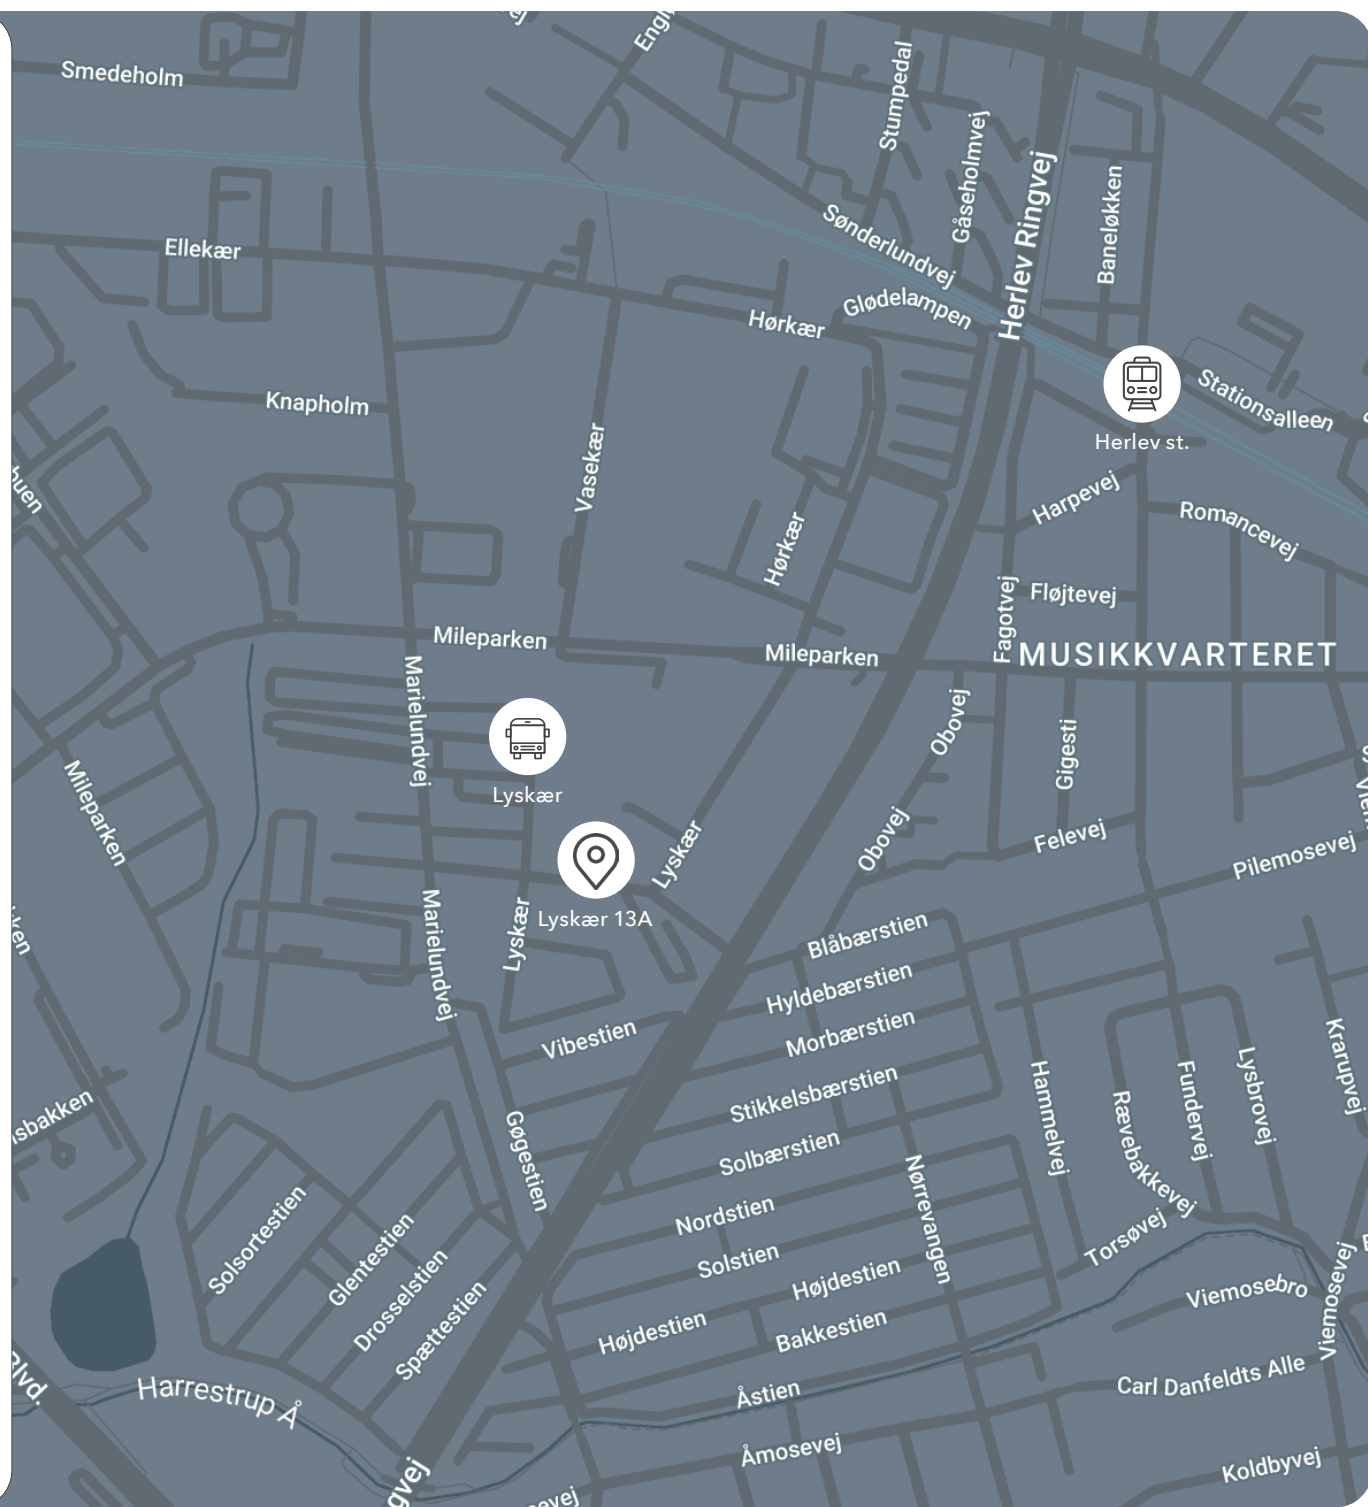 Smedeholm
Stumpedal
Gåseholmvej
Herlev Ringvej
Baneløkken
Ellekær
Sønderlundvej
Glødelampen
Hørkær
Knapholm
Stationsalleen
Herlev st.
Vasekær
Harpevej
Romancevej
Hørkær
Fløjtevej
Fagotvej
Mileparken
Mileparken
MUSIKKVARTERET
Marielundvej
Obovej
Gigesti
Lyskær
Mileparken
Obovej
Felevej
Pilemosevej
Lyskær
Lyskær 13A
Lyskær
Marielundvej
Blåbærstien
Hyldebærstien
Vibestien
Morbærstien
Stikkelsbærstien
Hammelvej
Rævebakkevej
Fundervej
Lysbrovej
Krarupvej
Gøgestien
Solbærstien
Nørrevangen
Nordstien
Solsortestien
Glentestien
Drosselstien
Spættestien
Solstien
Højdestien
Torsøvej
Viemosebro
Viemosevej
Højdestien
Bakkestien
Harrestrup Å
Blvd.
Åstien
Carl Danfeldts Alle
Åmosevej
Koldbyvej